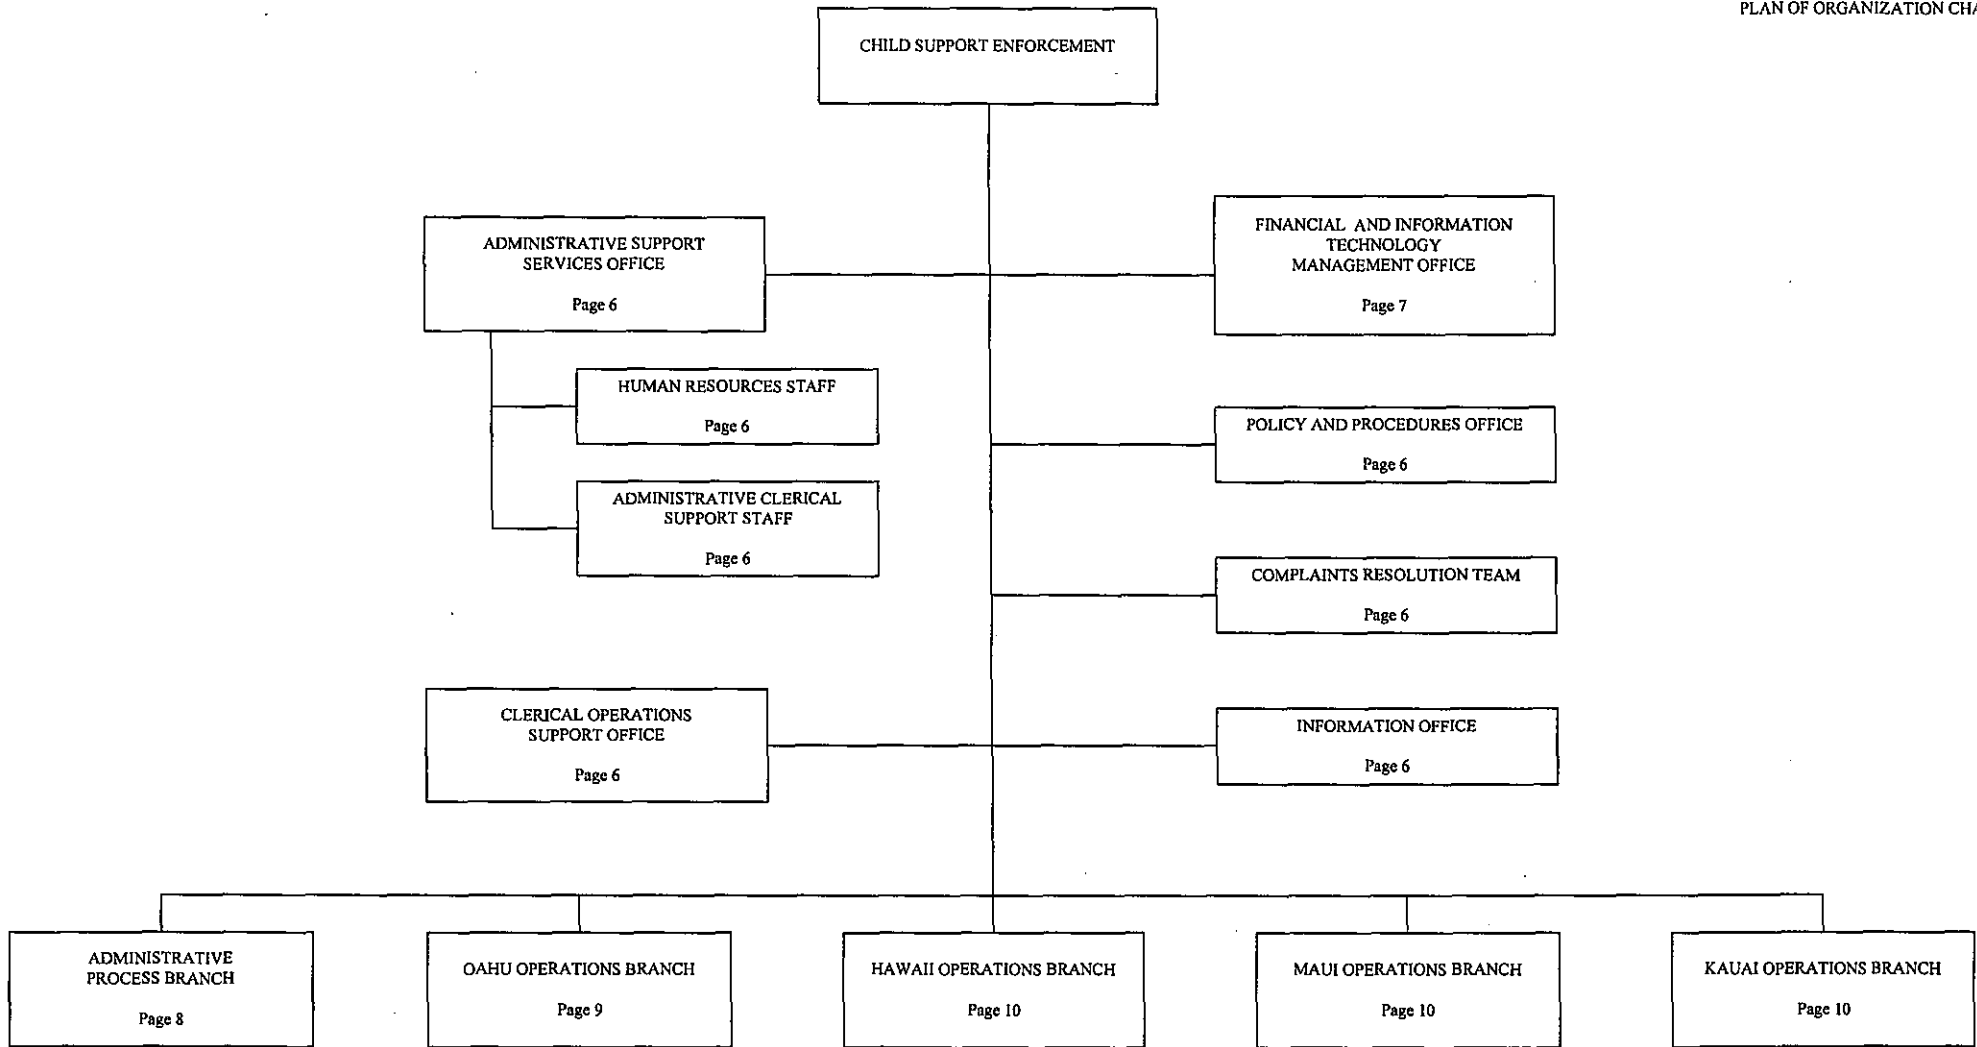 PLAN OF ORGANIZATION
CHILD SUPPORT ENFORCEMENT
ADMINISTRATIVE SUPPORT
SERVICES OFFICE
Page 6
FINANCIAL AND INFORMATION
TECHNOLOGY
MANAGEMENT OFFICE
Page 7
HUMAN RESOURCES STAFF
Page 6
POLICY AND PROCEDURES OFFICE
Page 6
ADMINISTRATIVE CLERICAL
SUPPORT STAFF
Page 6
COMPLAINTS RESOLUTION TEAM
Page 6
CLERICAL OPERATIONS
SUPPORT OFFICE
Page 6
INFORMATION OFFICE
Page 6
ADMINISTRATIVE
PROCESS BRANCH
Page 8
OAHU OPERATIONS BRANCH
Page 9
HAWAII OPERATIONS BRANCH
Page 10
MAUI OPERATIONS BRANCH
Page 10
KAUAI OPERATIONS BRANCH
Page 10